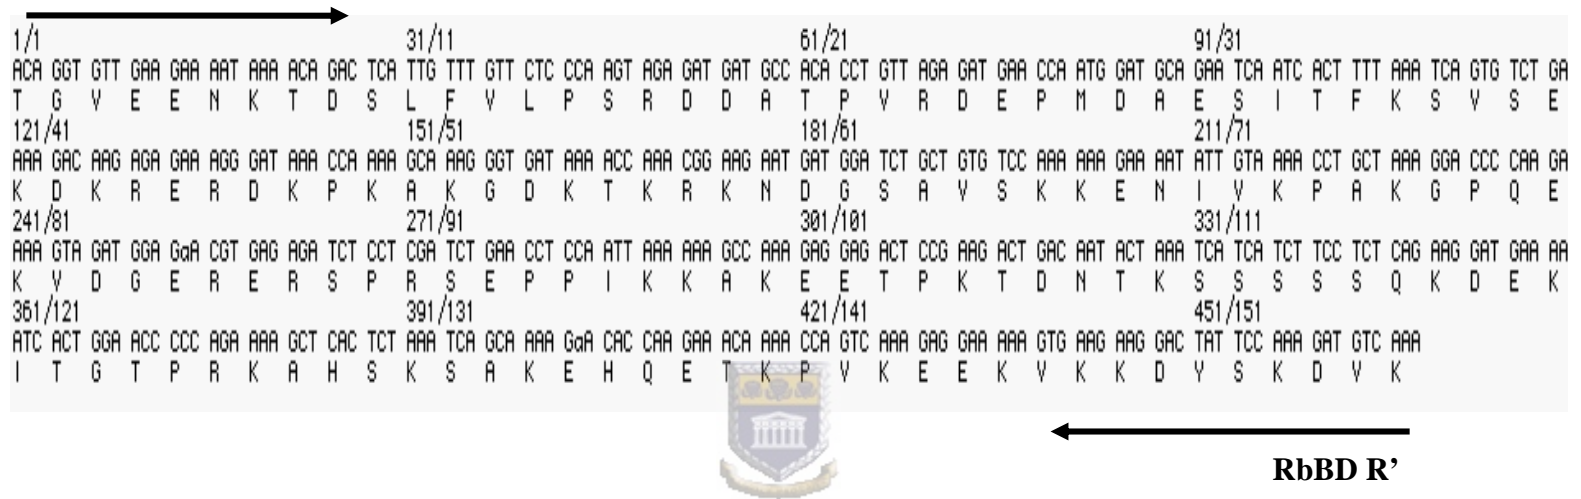 1/1 31/11 61/21 91/31
ACA GGT GTT GAA GAA AAT AAA ACA GAC TCA TTG TTT GTT CTC CCA AGT AGA GAT GAT GCC ACA CCT GTT AGA GAT GAA CCA ATG GAT GCA GAA TCA ATC ACT TTT AAA TCA GTG TCT GA
T G V E E N K T D S L F V L P S R D D A T P V R D E P M D A E S I T F K S V S E
121/41 151/51 181/61 211/71
AAA GAC AAG AGA GAA AGG GAT AAA CCA AAA GCA AAG GGT GAT AAA ACC AAA CGG AAG AAT GAT GGA TCT GCT GTG TCC AAA AAA GAA AAT ATT GTA AAA CCT GCT AAA GGA CCC CAA GA
K D K R E R D K P K A K G D K T K R K N D G S A V S K K E N I V K P A K G P Q E
241/81 271/91 301/101 331/111
AAA GTA GAT GGA GαA CGT GAG AGA TCT CCT CGA TCT GAA CCT CCA ATT AAA AAA GCC AAA GAG GAG ACT CCG AAG ACT GAC AAT ACT AAA TCA TCA TCT TCC TCT CAG AAG GAT GAA AA
K V D G E R E R S P R S E P P I K K A K E E T P K T D N T K S S S S S Q K D E K
361/121 391/131 421/141 451/151
ATC ACT GGA ACC CCC AGA AAA GCT CAC TCT AAA TCA GCA AAA GαA CAC CAA GAA ACA AAA CCA GTC AAA GAG GAA AAA GTG AAG AAG GAC TAT TCC AAA GAT GTC AAA
I T G T P R K A H S K S A K E H Q E T K P V K E E K V K K D Y S K D V K
RbBD R’